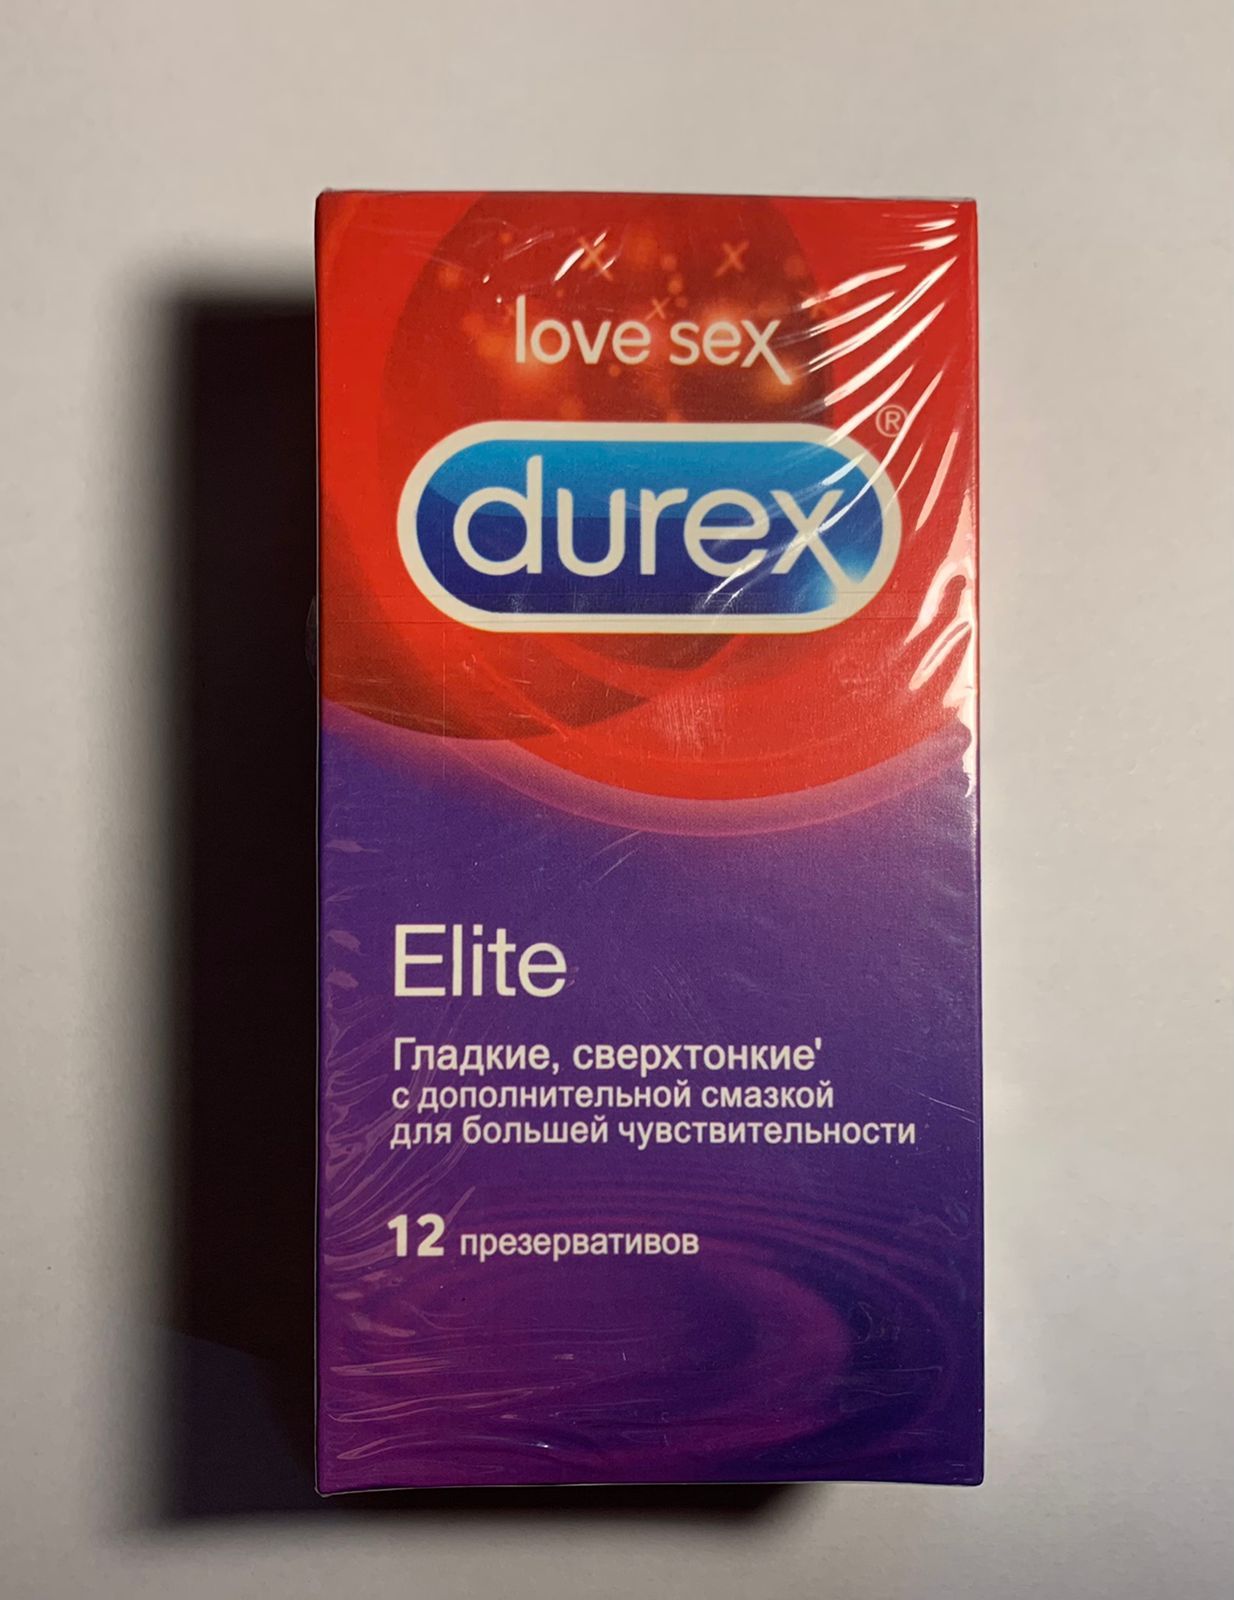 love sex
durex®
Elite
Гладкие, сверхтонкие'
с дополнительной смазкой
для большей чувствительности
12 презервативов